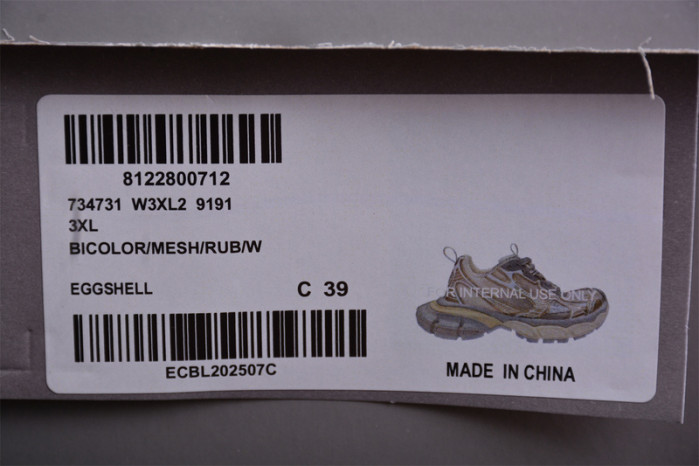 8122800712
734731 W3XL2 9191
3XL
BICOLOR/MESH/RUB/W
EGGSHELL C 39
FOR INTERNAL USE ONLY
ECBL202507C
MADE IN CHINA